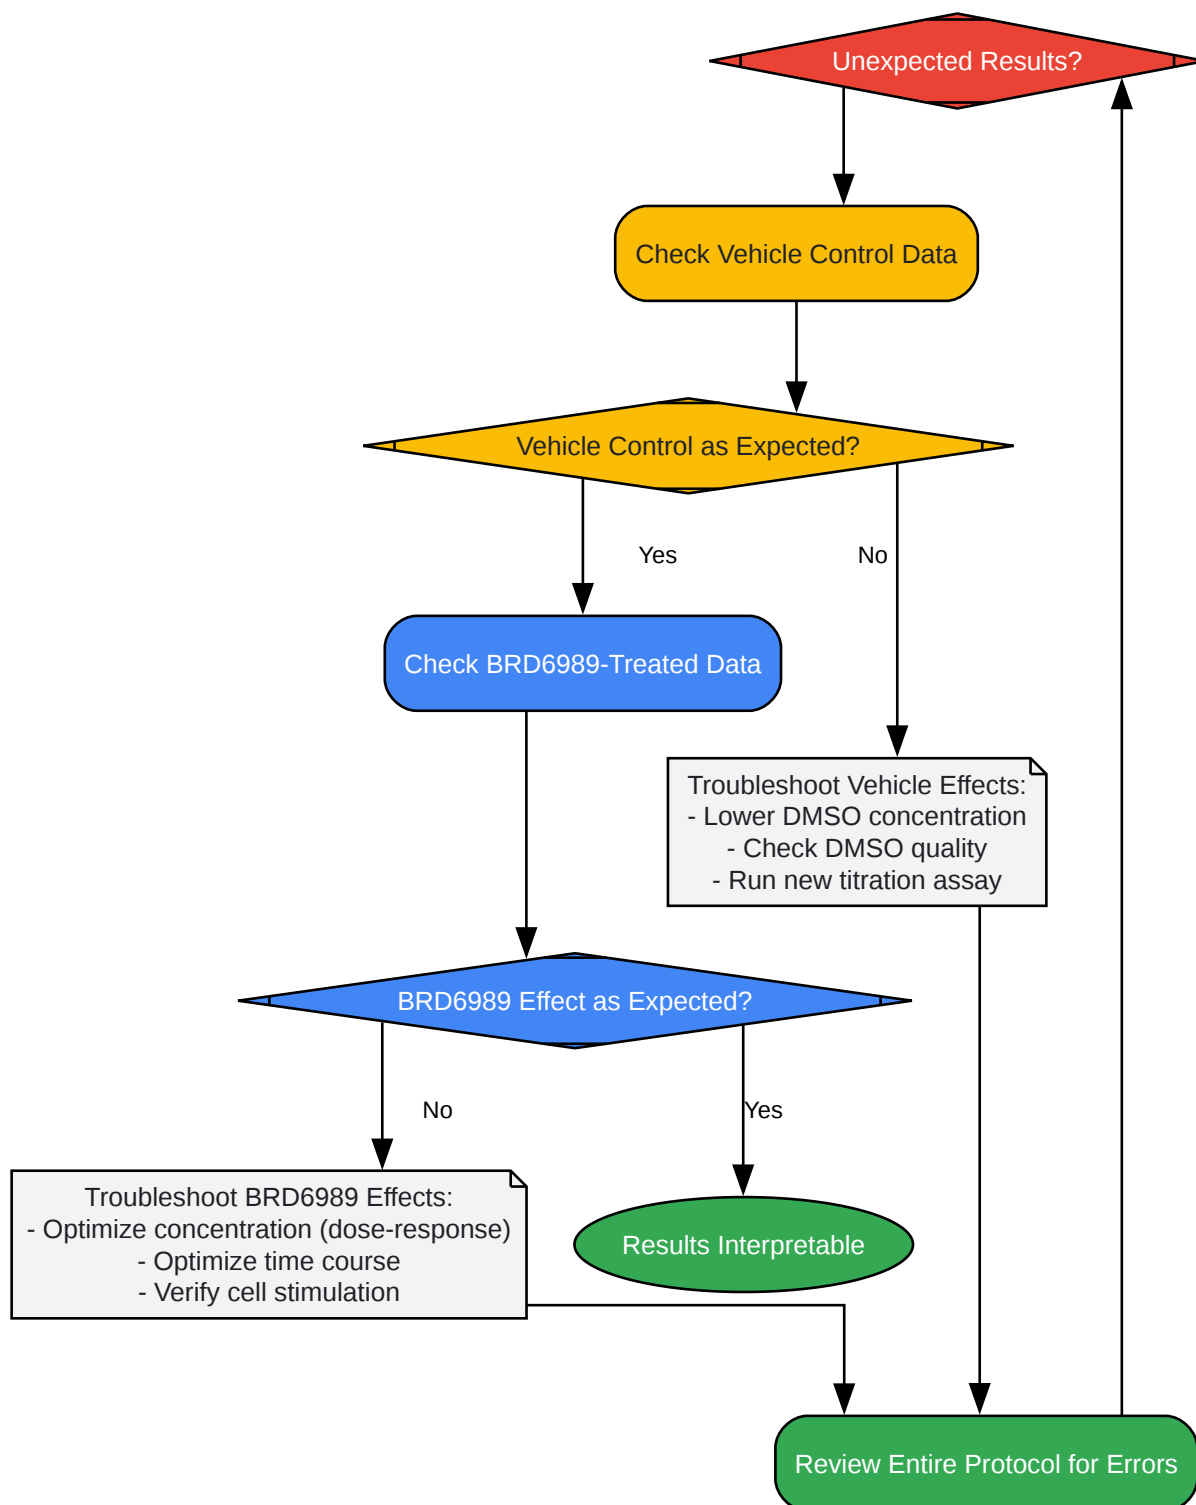 Unexpected Results?
Check Vehicle Control Data
Vehicle Control as Expected?
Yes
No
Check BRD6989-Treated Data
Troubleshoot Vehicle Effects:
- Lower DMSO concentration
- Check DMSO quality
- Run new titration assay
BRD6989 Effect as Expected?
No
Yes
Troubleshoot BRD6989 Effects:
- Optimize concentration (dose-response)
- Optimize time course
- Verify cell stimulation
Results Interpretable
Review Entire Protocol for Errors